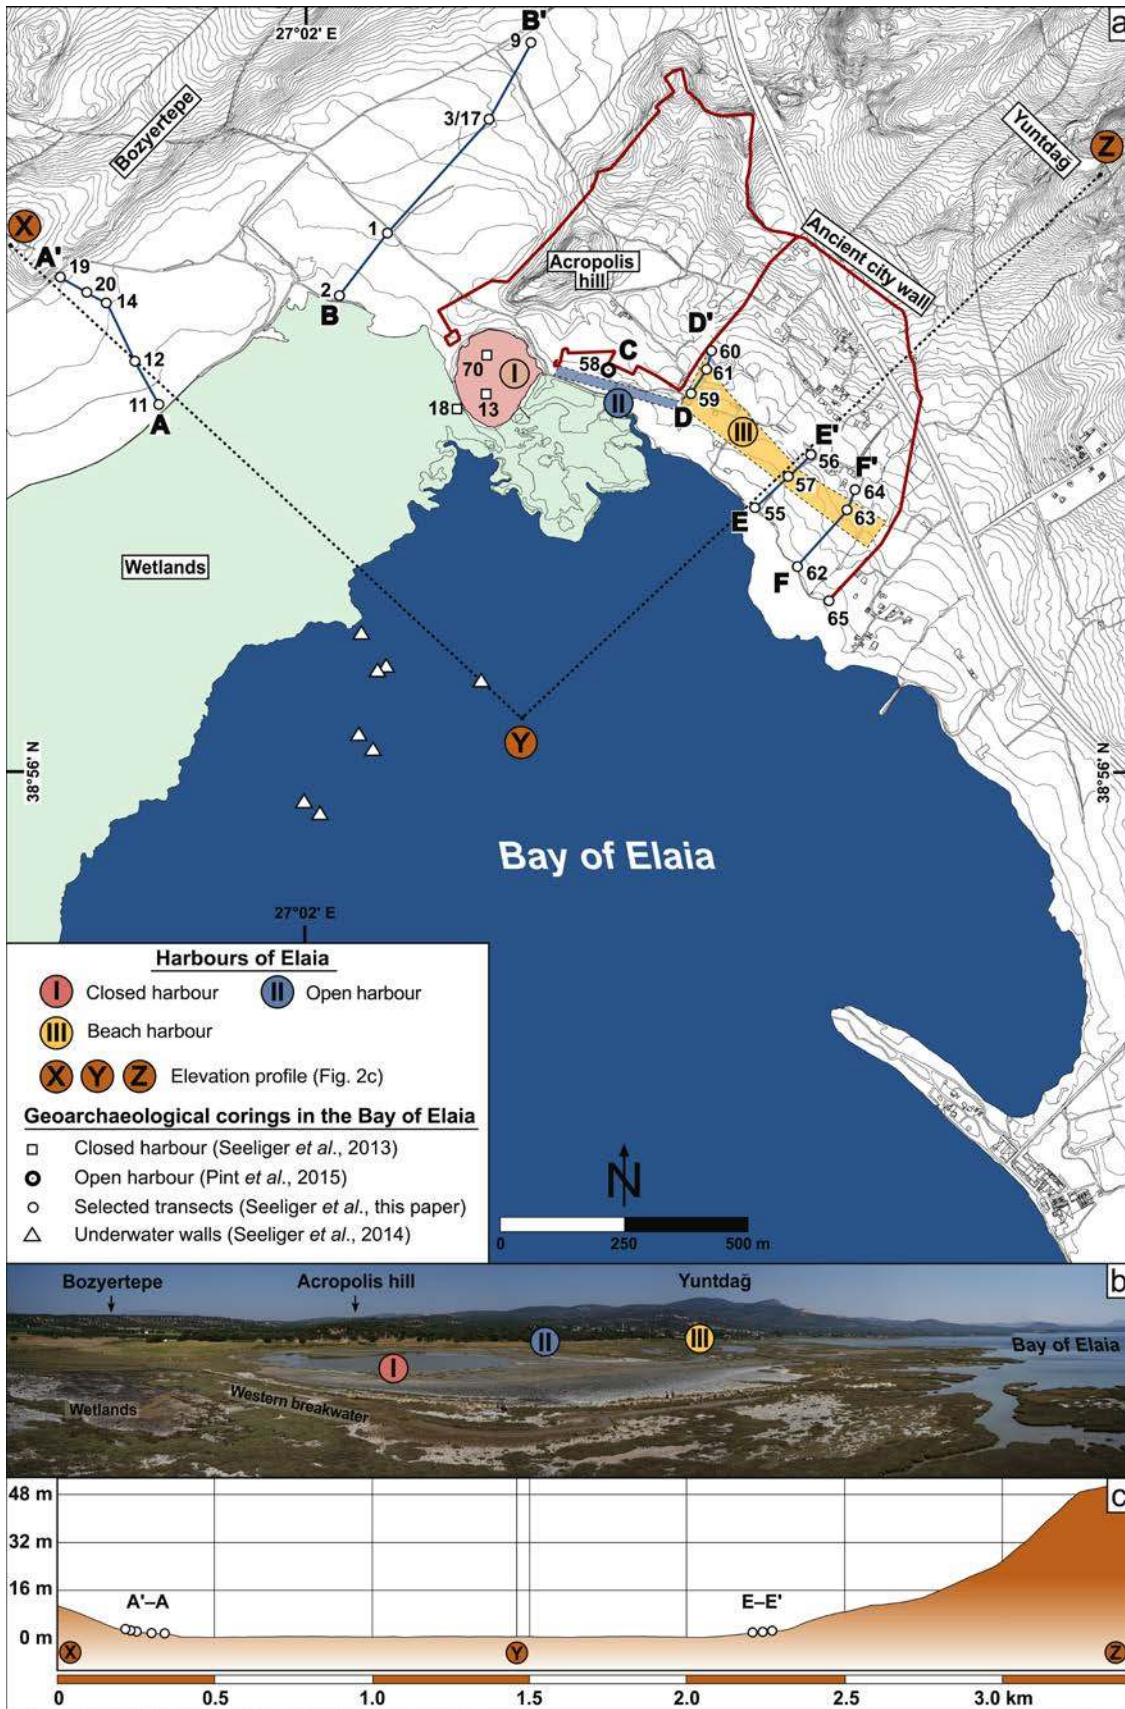 a
27°02' E
B'
9
3/17
Bozyertepe
Yuntdağ
Z
X
A'
19
20
14
1
Acropolis
hill
Ancient city wall
2
B
12
11
A
D'
60
C
58
61
70
I
13
18
II
59
D
III
E'
56
F'
57
64
E
55
63
F
62
65
Wetlands
Y
38°56' N
38°56' N
Bay of Elaia
27°02' E
Harbours of Elaia
I Closed harbour II Open harbour
III Beach harbour
X Y Z Elevation profile (Fig. 2c)
Geoarchaeological corings in the Bay of Elaia
Closed harbour (Seeliger et al., 2013)
Open harbour (Pint et al., 2015)
Selected transects (Seeliger et al., this paper)
Underwater walls (Seeliger et al., 2014)
N
0 250 500 m
b
Bozyertepe Acropolis hill Yuntdağ
II III
Bay of Elaia
I
Wetlands
Western breakwater
c
48 m
32 m
16 m
A'–A E–E'
0 m
X Y Z
0 0.5 1.0 1.5 2.0 2.5 3.0 km